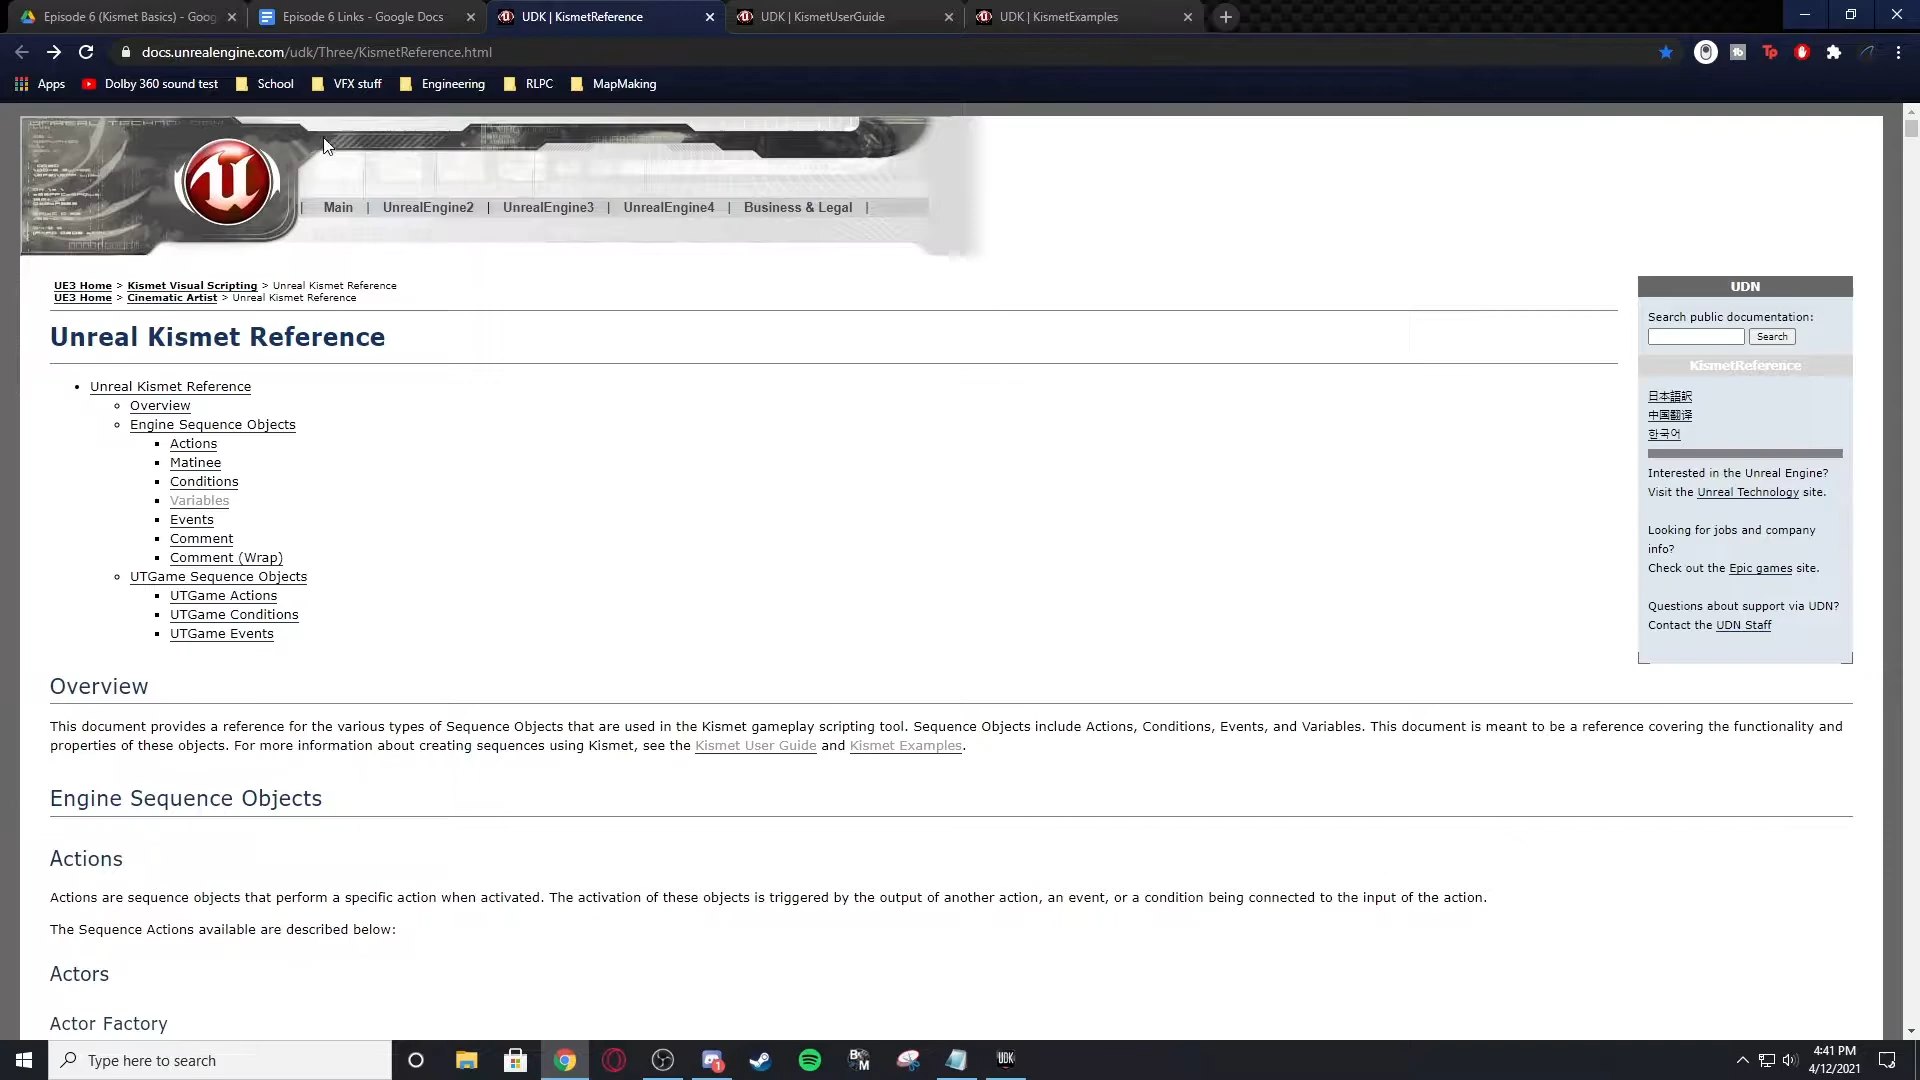 Episode 6 (Kismet Basics) - Goog
Episode 6 Links - Google Docs
UDK | KismetReference
UDK | KismetUserGuide
UDK | KismetExamples
docs.unrealengine.com/udk/Three/KismetReference.html
Apps
Dolby 360 sound test
School
VFX stuff
Engineering
RLPC
MapMaking
| Main | UnrealEngine2 | UnrealEngine3 | UnrealEngine4 | Business & Legal |
UE3 Home > Kismet Visual Scripting > Unreal Kismet Reference
UE3 Home > Cinematic Artist > Unreal Kismet Reference
Unreal Kismet Reference
Unreal Kismet Reference
Overview
Engine Sequence Objects
Actions
Matinee
Conditions
Variables
Events
Comment
Comment (Wrap)
UTGame Sequence Objects
UTGame Actions
UTGame Conditions
UTGame Events
UDN
Search public documentation:
Search
KismetReference
日本語訳
中国翻译
한국어
Interested in the Unreal Engine?
Visit the Unreal Technology site.
Looking for jobs and company
info?
Check out the Epic games site.
Questions about support via UDN?
Contact the UDN Staff
Overview
This document provides a reference for the various types of Sequence Objects that are used in the Kismet gameplay scripting tool. Sequence Objects include Actions, Conditions, Events, and Variables. This document is meant to be a reference covering the functionality and
properties of these objects. For more information about creating sequences using Kismet, see the Kismet User Guide and Kismet Examples.
Engine Sequence Objects
Actions
Actions are sequence objects that perform a specific action when activated. The activation of these objects is triggered by the output of another action, an event, or a condition being connected to the input of the action.
The Sequence Actions available are described below:
Actors
Actor Factory
Type here to search
UDK
4:41 PM
4/12/2021